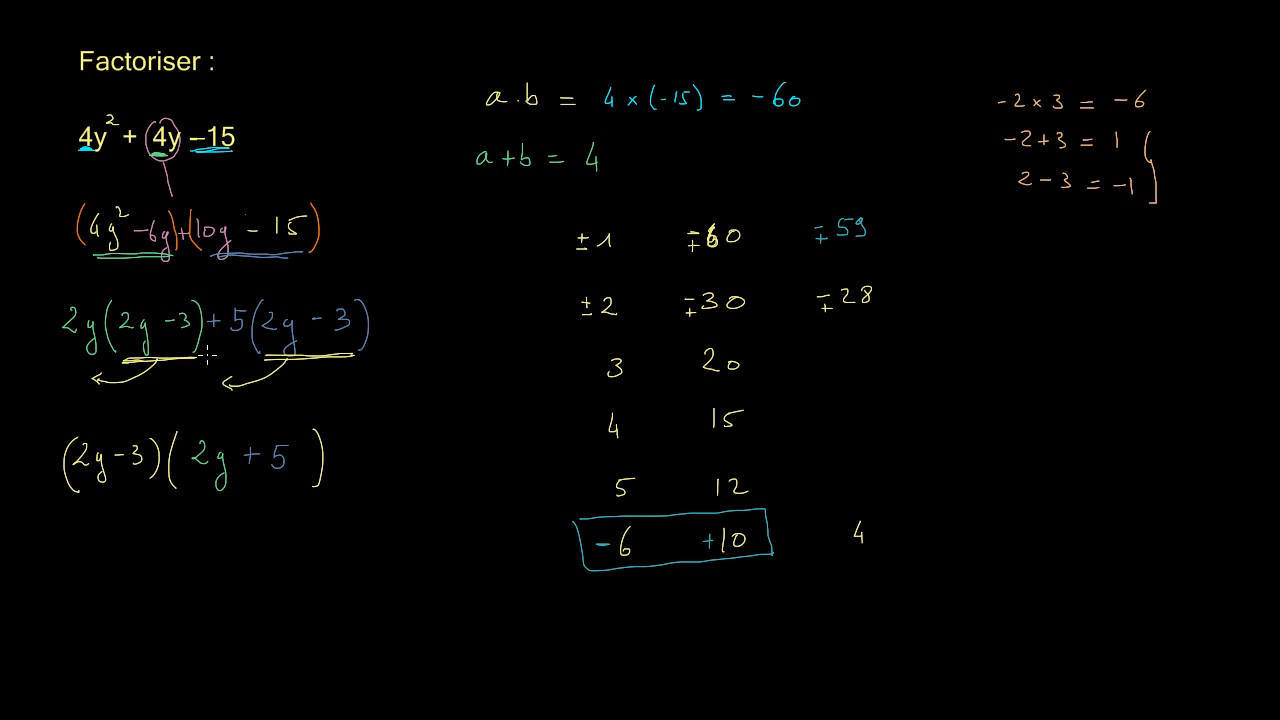 Factoriser :
4y² + 4y – 15
(4y² - 6y) + (10y - 15)
2y(2y - 3) + 5(2y - 3)
(2y - 3)(2y + 5)
a . b = 4 × (-15) = -60
a + b = 4
± 1 ∓ 60 ∓ 59
± 2 ∓ 30 ∓ 28
3 20
4 15
5 12
- 6 + 10 4
-2 × 3 = -6
-2 + 3 = 1
2 - 3 = -1